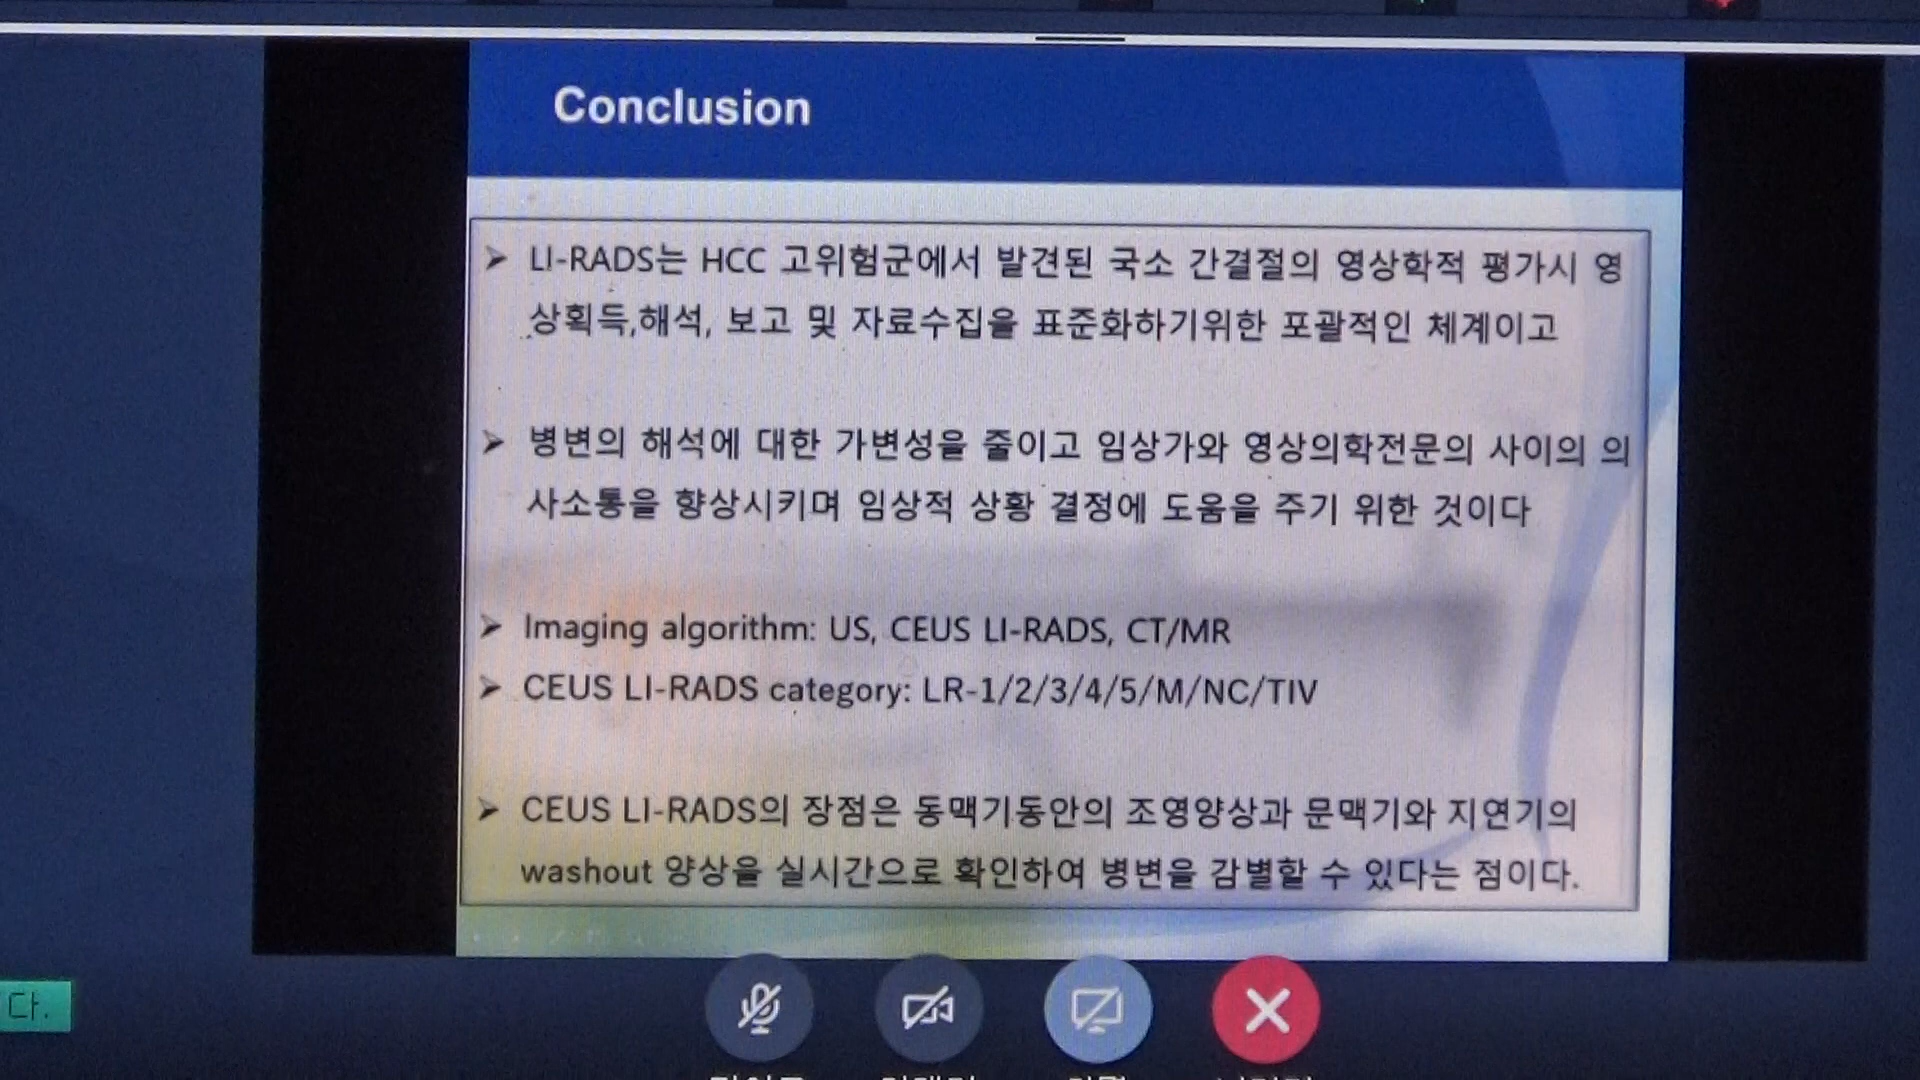 Conclusion
➤ LI-RADS는 HCC 고위험군에서 발견된 국소 간결절의 영상학적 평가시 영
상획득,해석, 보고 및 자료수집을 표준화하기위한 포괄적인 체계이고
➤ 병변의 해석에 대한 가변성을 줄이고 임상가와 영상의학전문의 사이의 의
사소통을 향상시키며 임상적 상황 결정에 도움을 주기 위한 것이다
➤ Imaging algorithm: US, CEUS LI-RADS, CT/MR
➤ CEUS LI-RADS category: LR-1/2/3/4/5/M/NC/TIV
➤ CEUS LI-RADS의 장점은 동맥기동안의 조영양상과 문맥기와 지연기의
washout 양상을 실시간으로 확인하여 병변을 감별할 수 있다는 점이다.
다.